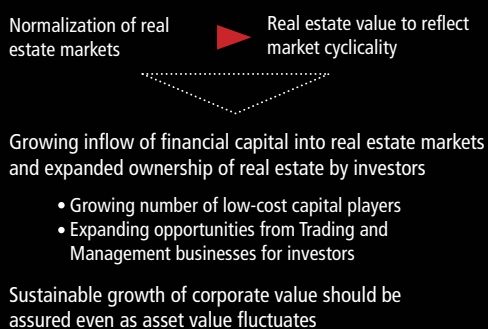 Normalization of real
estate markets
Real estate value to reflect
market cyclicality
Growing inflow of financial capital into real estate markets
and expanded ownership of real estate by investors
• Growing number of low-cost capital players
• Expanding opportunities from Trading and
Management businesses for investors
Sustainable growth of corporate value should be
assured even as asset value fluctuates